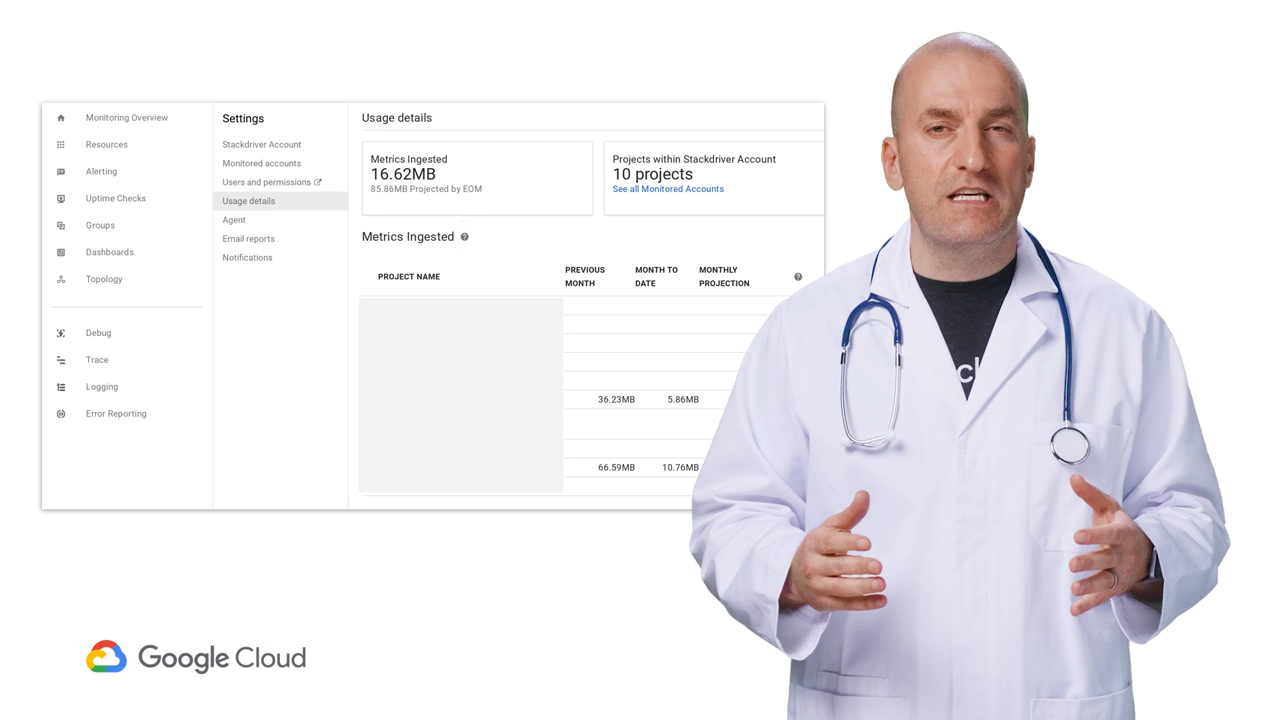 Monitoring Overview
Resources
Alerting
Uptime Checks
Groups
Dashboards
Topology
Debug
Trace
Logging
Error Reporting
Settings
Stackdriver Account
Monitored accounts
Users and permissions
Usage details
Agent
Email reports
Notifications
Usage details
Metrics Ingested
16.62MB
85.86MB Projected by EOM
Projects within Stackdriver Account
10 projects
See all Monitored Accounts
Metrics Ingested
PROJECT NAME
PREVIOUS MONTH
MONTH TO DATE
MONTHLY PROJECTION
36.23MB 5.86MB
66.59MB 10.76MB
Google Cloud